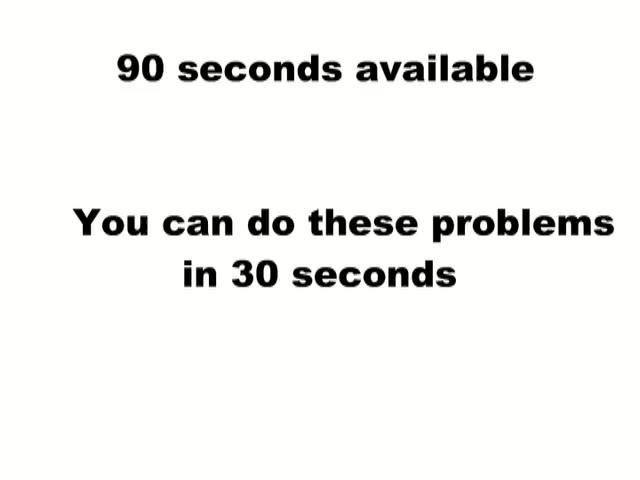 90 seconds available
You can do these problems
in 30 seconds